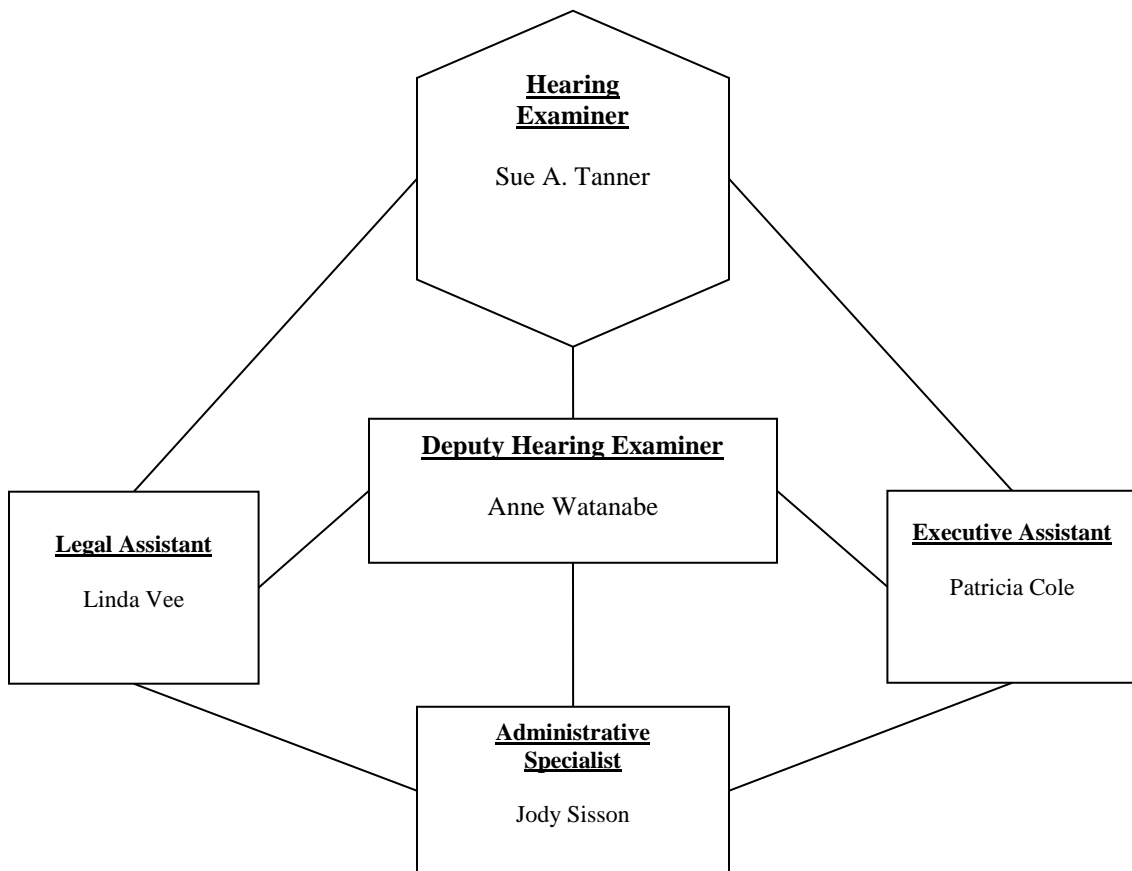 Hearing
Examiner
Sue A. Tanner
Deputy Hearing Examiner
Anne Watanabe
Legal Assistant
Linda Vee
Executive Assistant
Patricia Cole
Administrative
Specialist
Jody Sisson